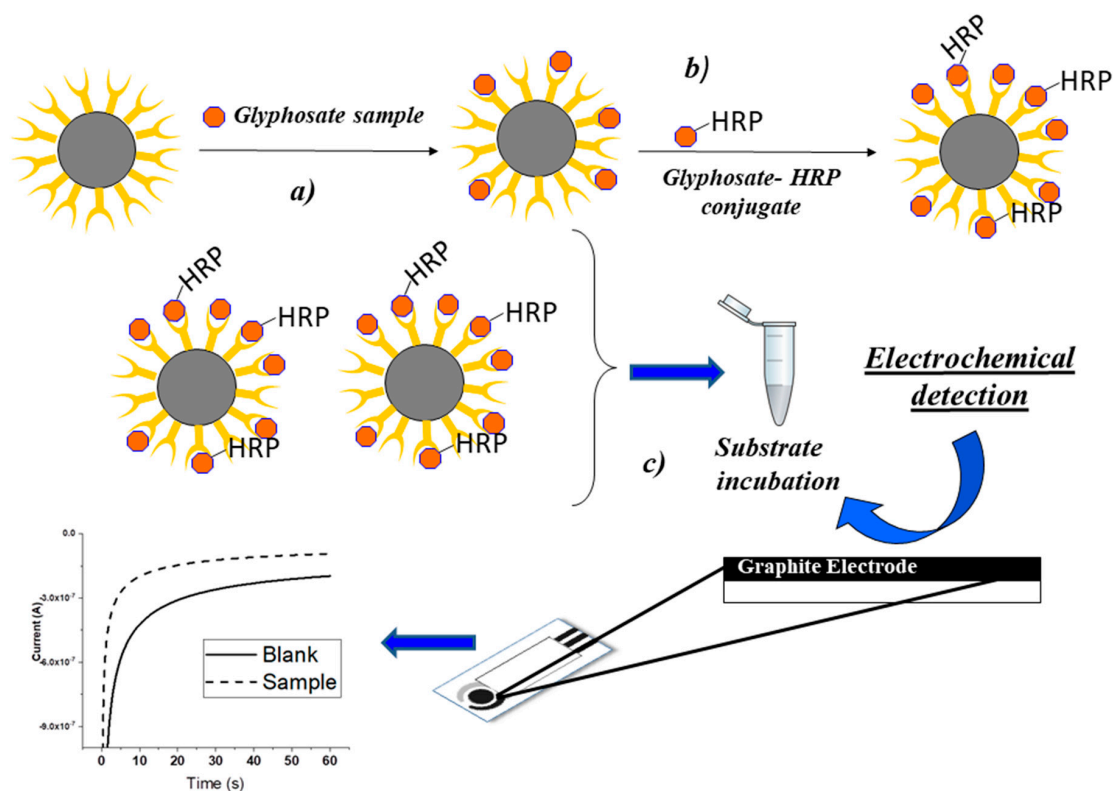 Glyphosate sample
a)
b)
HRP
Glyphosate- HRP
conjugate
HRP
HRP
HRP
HRP
HRP
HRP
HRP
HRP
HRP
c)
Substrate
incubation
Electrochemical
detection
Graphite Electrode
0.0
-3.0x10⁻⁷
-6.0x10⁻⁷
-9.0x10⁻⁷
Current (A)
Blank
Sample
0 10 20 30 40 50 60
Time (s)